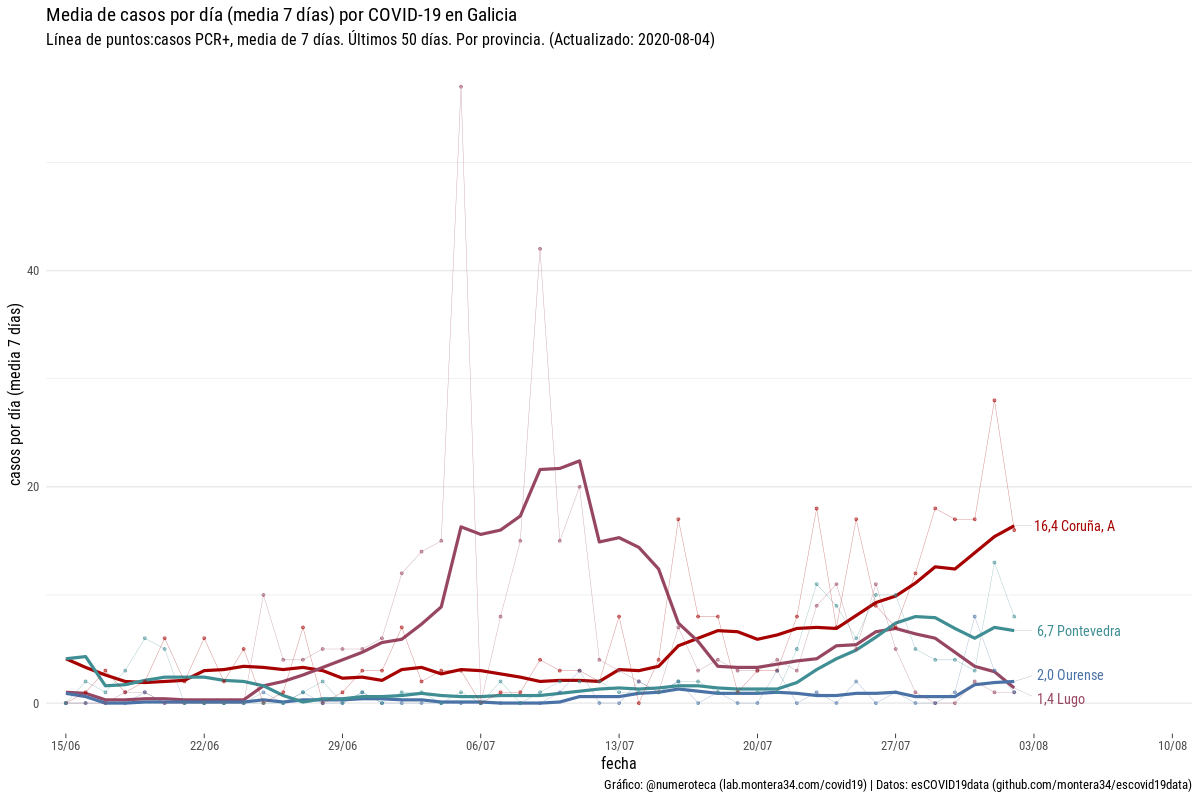 Media de casos por día (media 7 días) por COVID-19 en Galicia
Línea de puntos:casos PCR+, media de 7 días. Últimos 50 días. Por provincia. (Actualizado: 2020-08-04)
casos por día (media 7 días)
40
20
0
16,4 Coruña, A
6,7 Pontevedra
2,0 Ourense
1,4 Lugo
15/06 22/06 29/06 06/07 13/07 20/07 27/07 03/08 10/08
fecha
Gráfico: @numeroteca (lab.montera34.com/covid19) | Datos: esCOVID19data (github.com/montera34/escovid19data)